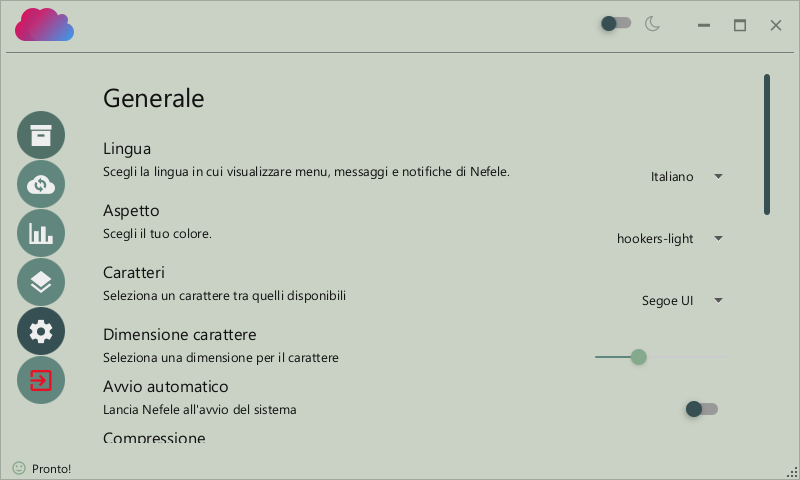 Generale
Lingua
Scegli la lingua in cui visualizzare menu, messaggi e notifiche di Nefele.
Italiano
Aspetto
Scegli il tuo colore.
hookers-light
Caratteri
Seleziona un carattere tra quelli disponibili
Segoe UI
Dimensione carattere
Seleziona una dimensione per il carattere
Avvio automatico
Lancia Nefele all'avvio del sistema
Compressione
Pronto!